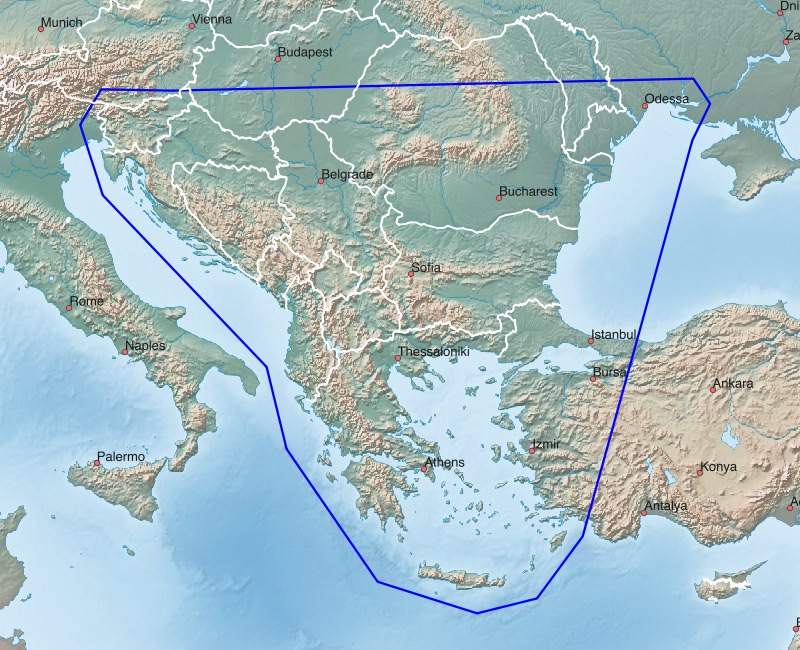 Munich
Vienna
Dni
Za
Budapest
Odessa
Belgrade
Bucharest
Sofia
Rome
Istanbul
Naples
Thessaloniki
Bursa
Ankara
Izmir
Palermo
Athens
Konya
Antalya
A